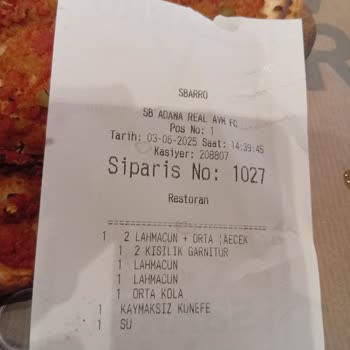 SBARRO
SB ADANA REAL AVM FC
Pos No: 1
Tarih: 03-05-2025 Saat: 14:39:45
Kasiyer: 208807
Siparis No: 1027
Restoran
1 2 LAHMACUN + ORTA İAECEK
1 2 KISILIK GARNITUR
1 LAHMACUN
1 LAHMACUN
1 ORTA KOLA
1 KAYMAKSIZ KUNEFE
1 SU